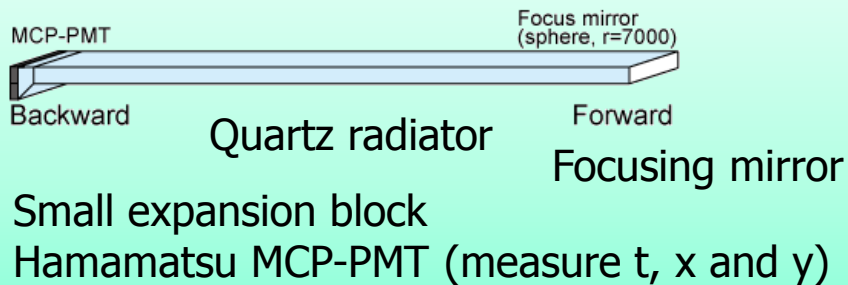 MCP-PMT
Focus mirror
(sphere, r=7000)
Backward
Forward
Quartz radiator
Focusing mirror
Small expansion block
Hamamatsu MCP-PMT (measure t, x and y)